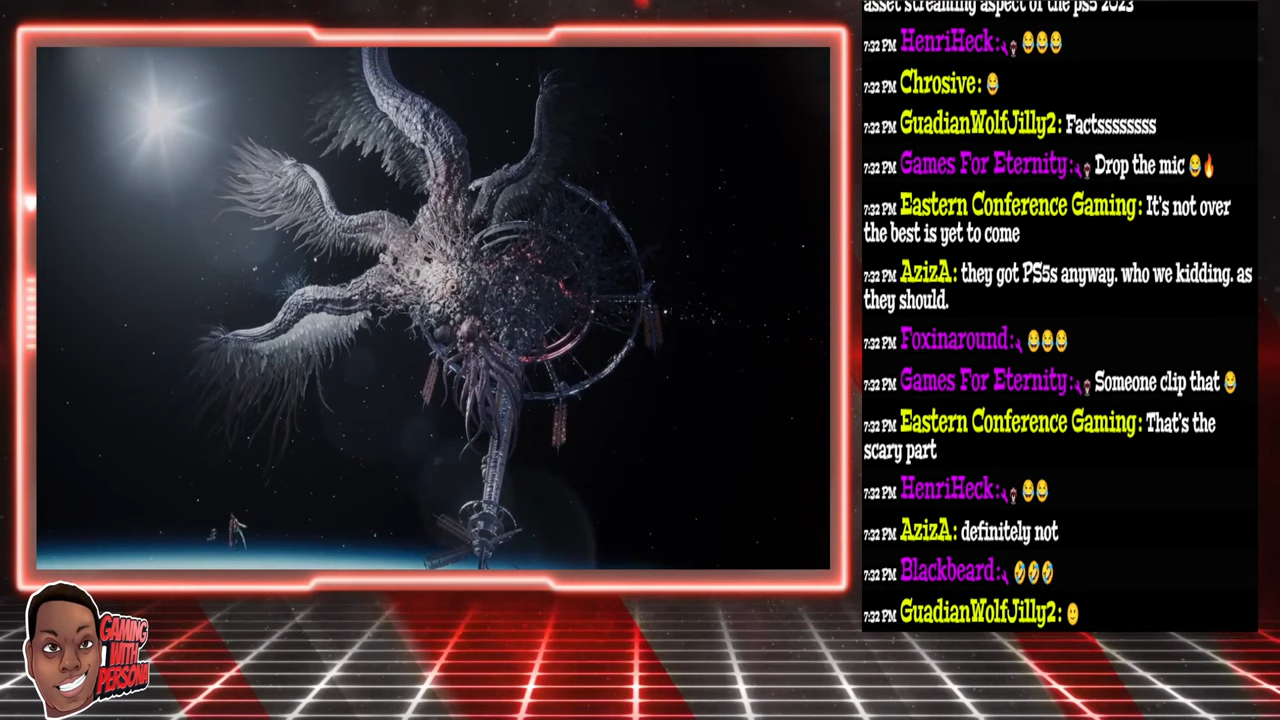 asset streaming aspect of the ps5 2023
7:32 PM HenriHeck: 😂😂😂
7:32 PM Chrosive: 😂
7:32 PM GuadianWolfJilly2: Factsssssssss
7:32 PM Games For Eternity: Drop the mic 😂🔥
7:32 PM Eastern Conference Gaming: It's not over
the best is yet to come
7:32 PM AzizA: they got PS5s anyway. who we kidding. as
they should.
7:32 PM Foxinaround: 😂😂😂
7:32 PM Games For Eternity: Someone clip that 😂
7:32 PM Eastern Conference Gaming: That's the
scary part
7:32 PM HenriHeck: 😂😂
7:32 PM AzizA: definitely not
7:32 PM Blackbeard: 🤣🤣🤣
7:32 PM GuadianWolfJilly2: 🙂
GAMING
WITH
PERSONA